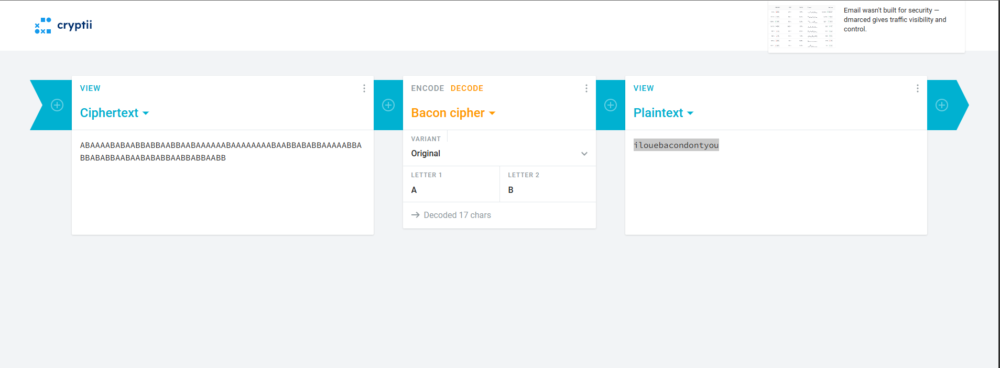 cryptii
Email wasn't built for security —
dmarced gives traffic visibility and
control.
VIEW
Ciphertext
ABAAAABABAABBABBAABBAABAAAAAABAAAAAAAABAABBABABBAAAAABBA
BBABABBAABAABABABBAABBABBAABB
ENCODE DECODE
Bacon cipher
VARIANT
Original
LETTER 1
A
LETTER 2
B
Decoded 17 chars
VIEW
Plaintext
ilouebacondontyou